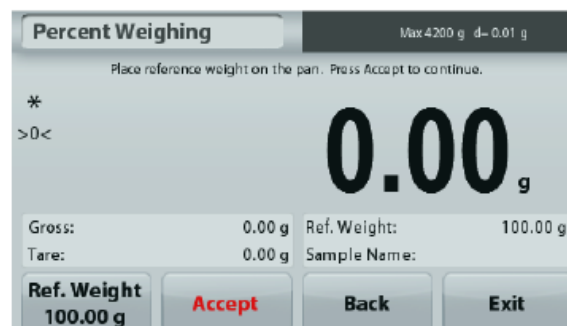 Percent Weighing
Max 4200 g d=0.01 g
Place reference weight on the pan. Press Accept to continue.
*
>0<
0.00 g
Gross: 0.00 g Ref. Weight: 100.00 g
Tare: 0.00 g Sample Name:
Ref. Weight 100.00 g
Accept
Back
Exit